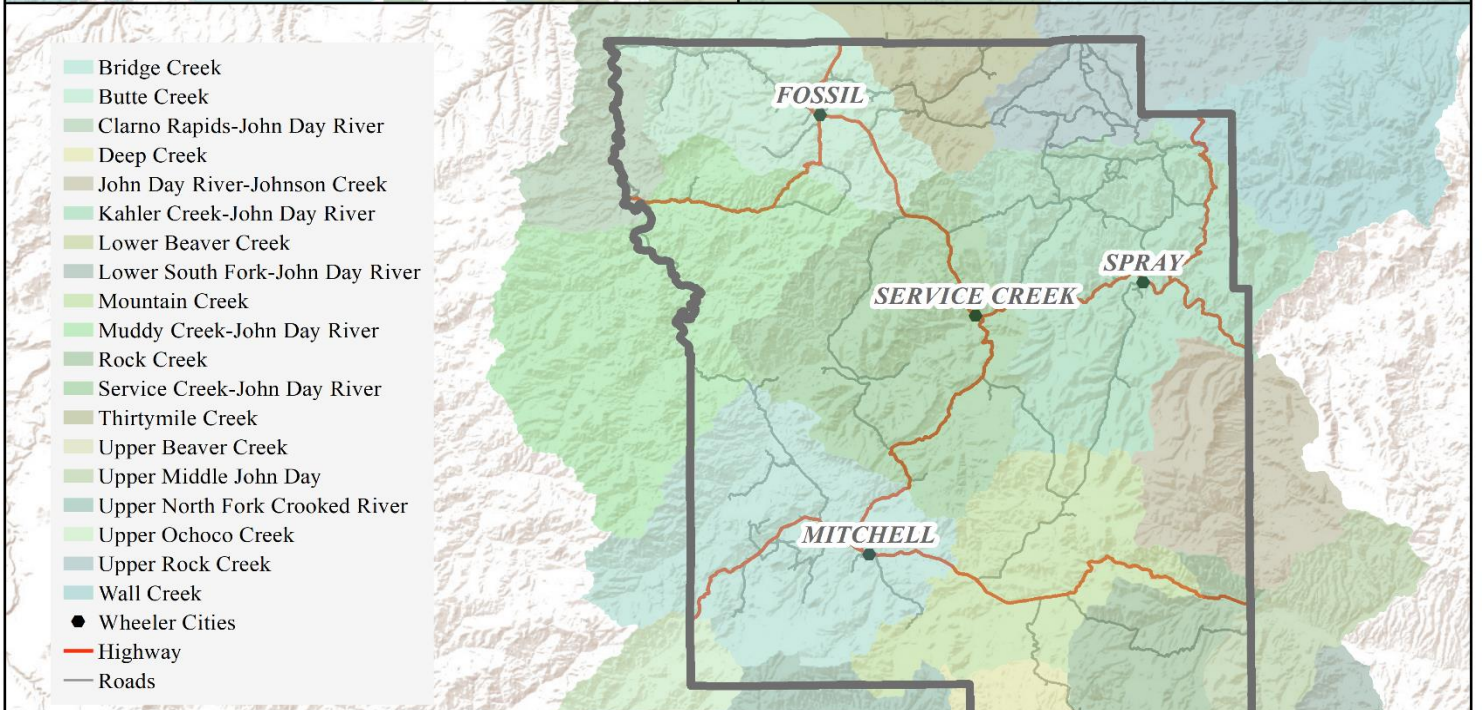 Bridge Creek
Butte Creek
Clarno Rapids-John Day River
Deep Creek
John Day River-Johnson Creek
Kahler Creek-John Day River
Lower Beaver Creek
Lower South Fork-John Day River
Mountain Creek
Muddy Creek-John Day River
Rock Creek
Service Creek-John Day River
Thirtymile Creek
Upper Beaver Creek
Upper Middle John Day
Upper North Fork Crooked River
Upper Ochoco Creek
Upper Rock Creek
Wall Creek
Wheeler Cities
Highway
Roads
FOSSIL
SPRAY
SERVICE CREEK
MITCHELL